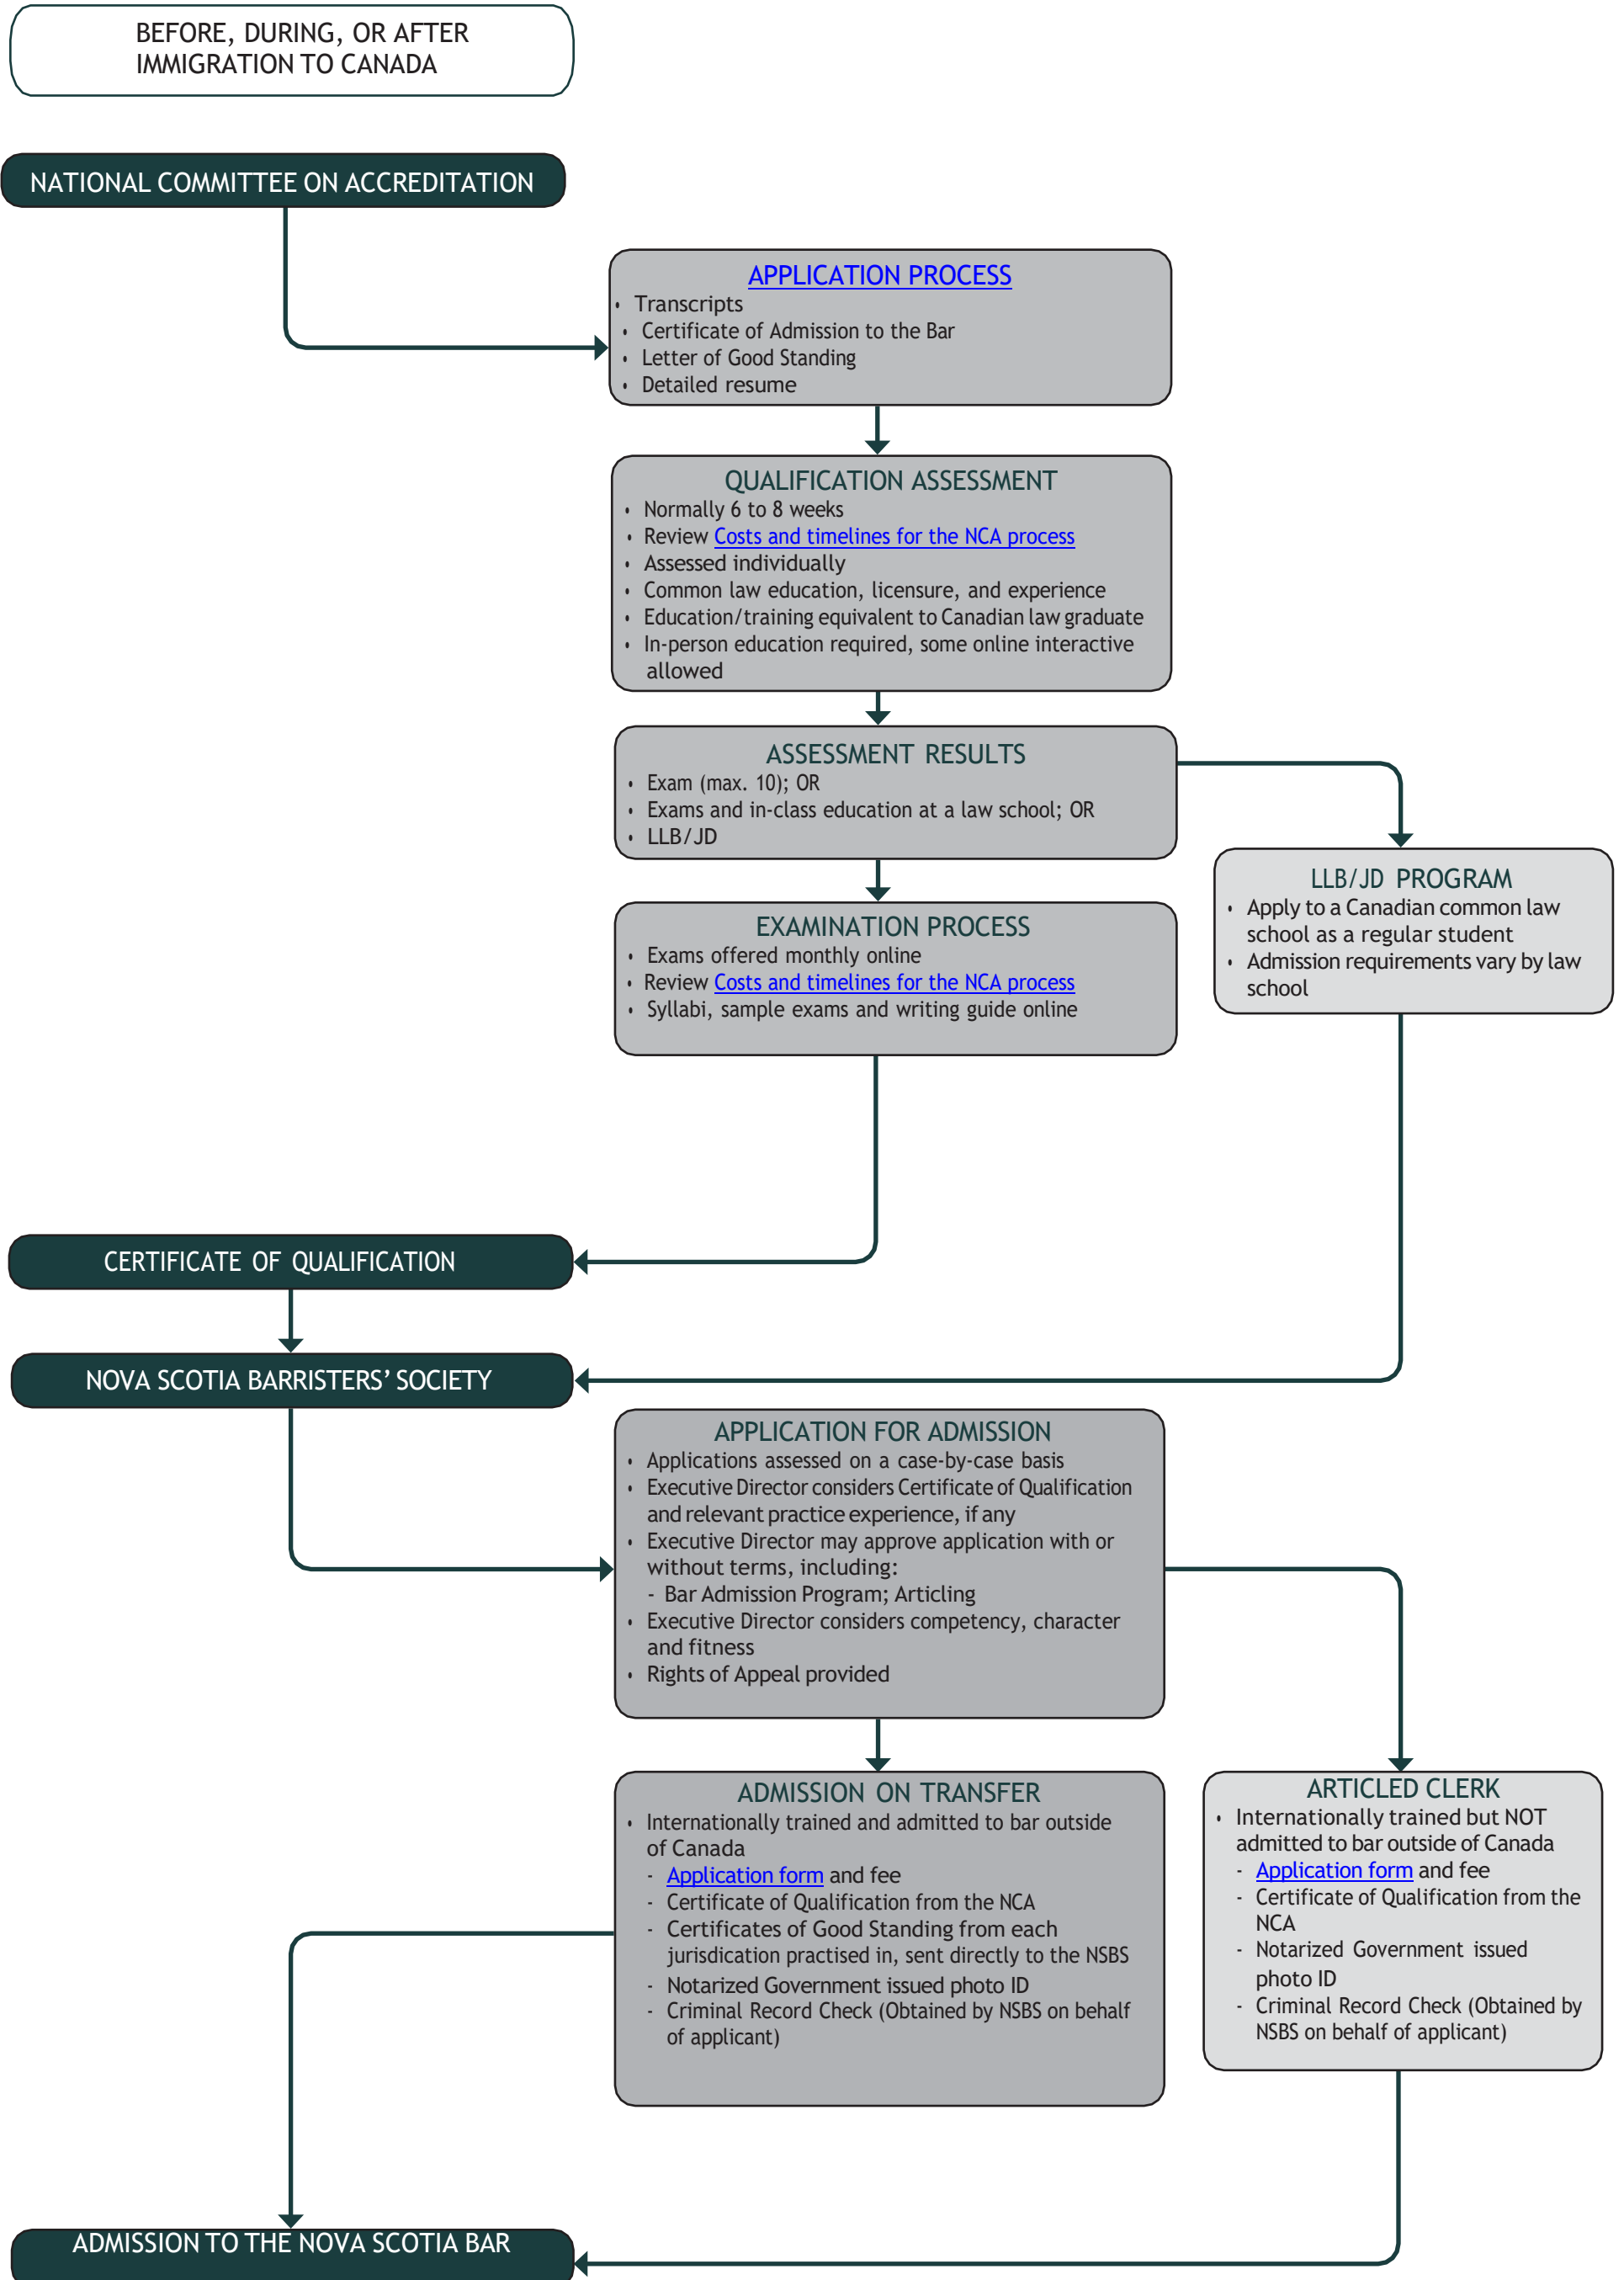 BEFORE, DURING, OR AFTER
IMMIGRATION TO CANADA
NATIONAL COMMITTEE ON ACCREDITATION
APPLICATION PROCESS
• Transcripts
• Certificate of Admission to the Bar
• Letter of Good Standing
• Detailed resume
QUALIFICATION ASSESSMENT
• Normally 6 to 8 weeks
• Review Costs and timelines for the NCA process
• Assessed individually
• Common law education, licensure, and experience
• Education/training equivalent to Canadian law graduate
• In-person education required, some online interactive
allowed
ASSESSMENT RESULTS
• Exam (max. 10); OR
• Exams and in-class education at a law school; OR
• LLB/JD
LLB/JD PROGRAM
• Apply to a Canadian common law
school as a regular student
• Admission requirements vary by law
school
EXAMINATION PROCESS
• Exams offered monthly online
• Review Costs and timelines for the NCA process
• Syllabi, sample exams and writing guide online
CERTIFICATE OF QUALIFICATION
NOVA SCOTIA BARRISTERS’ SOCIETY
APPLICATION FOR ADMISSION
• Applications assessed on a case-by-case basis
• Executive Director considers Certificate of Qualification
and relevant practice experience, if any
• Executive Director may approve application with or
without terms, including:
- Bar Admission Program; Articling
• Executive Director considers competency, character
and fitness
• Rights of Appeal provided
ADMISSION ON TRANSFER
• Internationally trained and admitted to bar outside
of Canada
- Application form and fee
- Certificate of Qualification from the NCA
- Certificates of Good Standing from each
jurisdication practised in, sent directly to the NSBS
- Notarized Government issued photo ID
- Criminal Record Check (Obtained by NSBS on behalf
of applicant)
ARTICLED CLERK
• Internationally trained but NOT
admitted to bar outside of Canada
- Application form and fee
- Certificate of Qualification from the
NCA
- Notarized Government issued
photo ID
- Criminal Record Check (Obtained by
NSBS on behalf of applicant)
ADMISSION TO THE NOVA SCOTIA BAR